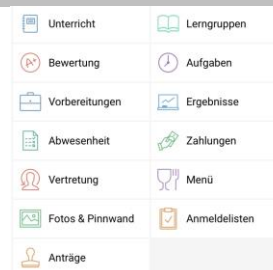 Unterricht
Lerngruppen
Bewertung
Aufgaben
Vorbereitungen
Ergebnisse
Abwesenheit
Zahlungen
Vertretung
Menü
Fotos & Pinnwand
Anmeldelisten
Anträge